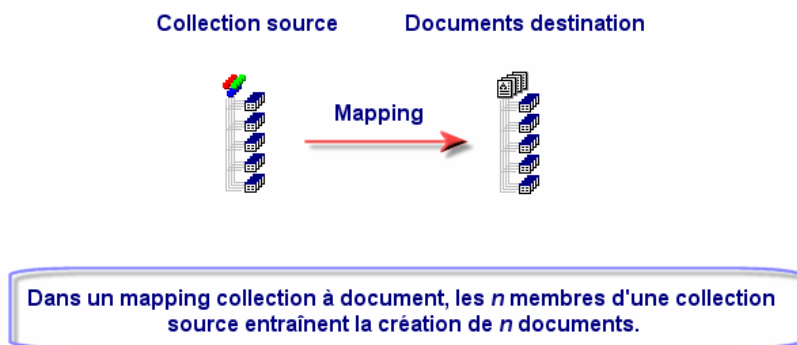 Collection source Documents destination
Mapping
Dans un mapping collection à document, les n membres d'une collection
source entraînent la création de n documents.